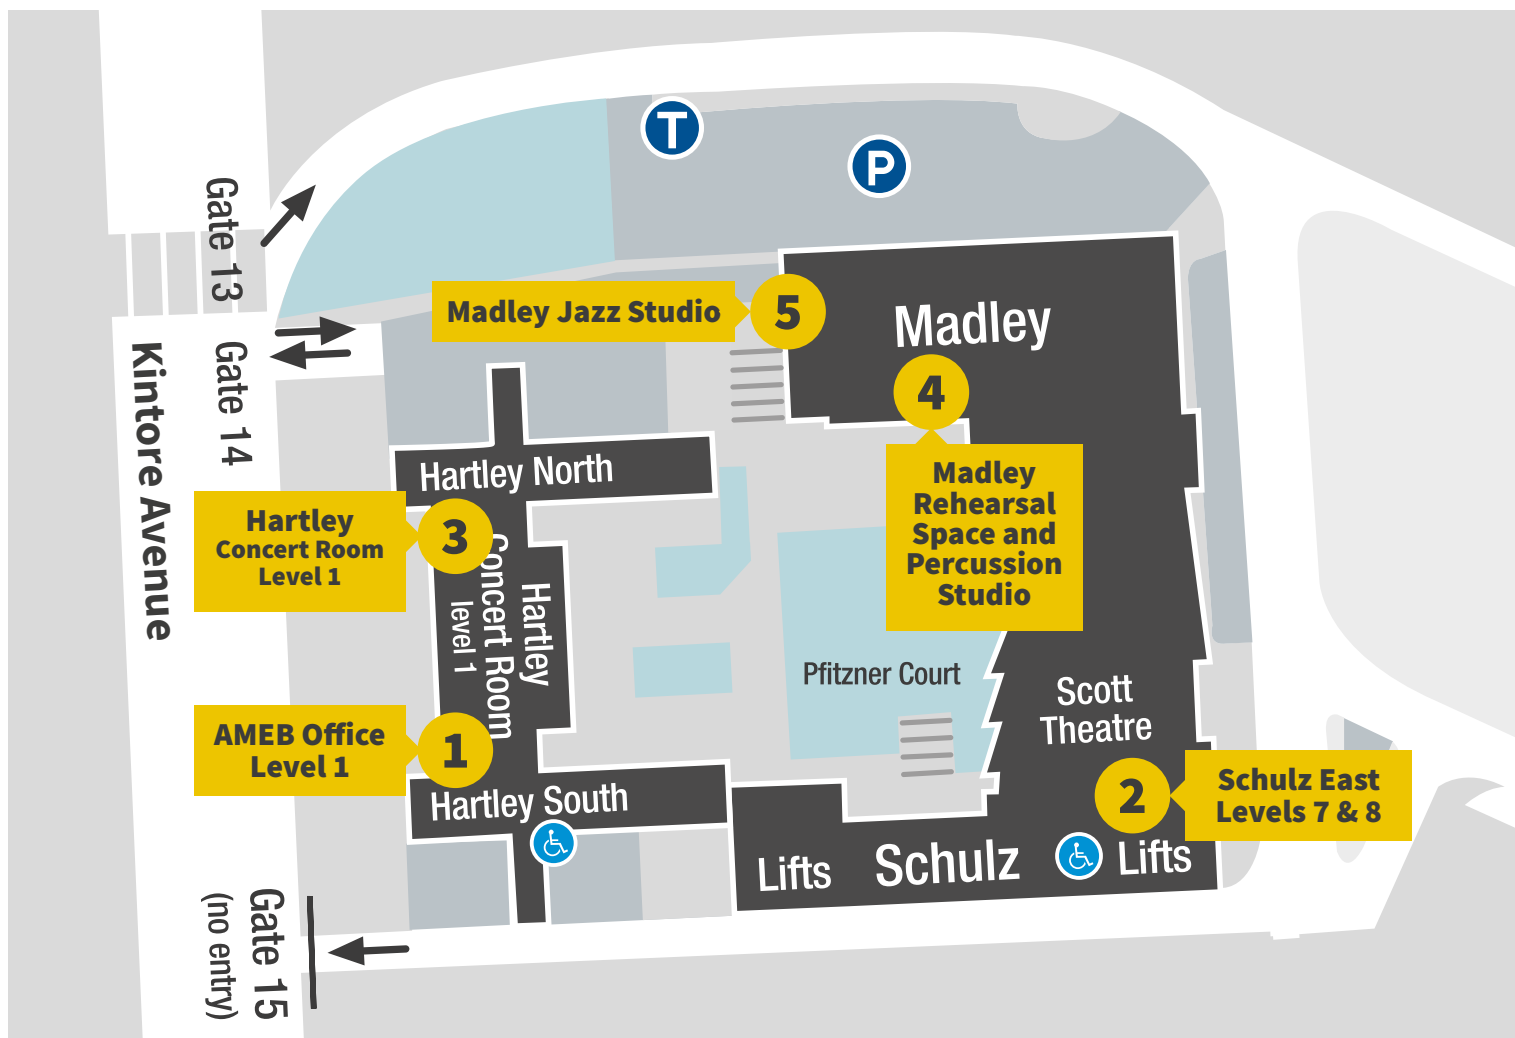 T
P
Gate 13
Madley Jazz Studio
5
Madley
Gate 14
4
Kintore Avenue
Hartley North
Madley
Rehearsal
Space and
Percussion
Studio
Hartley
Concert Room
Level 1
3
Hartley
Concert Room
level 1
Pfitzner Court
Scott
Theatre
AMEB Office
Level 1
1
Schulz East
Levels 7 & 8
2
Hartley South
Lifts
Schulz
Lifts
Gate 15
(no entry)